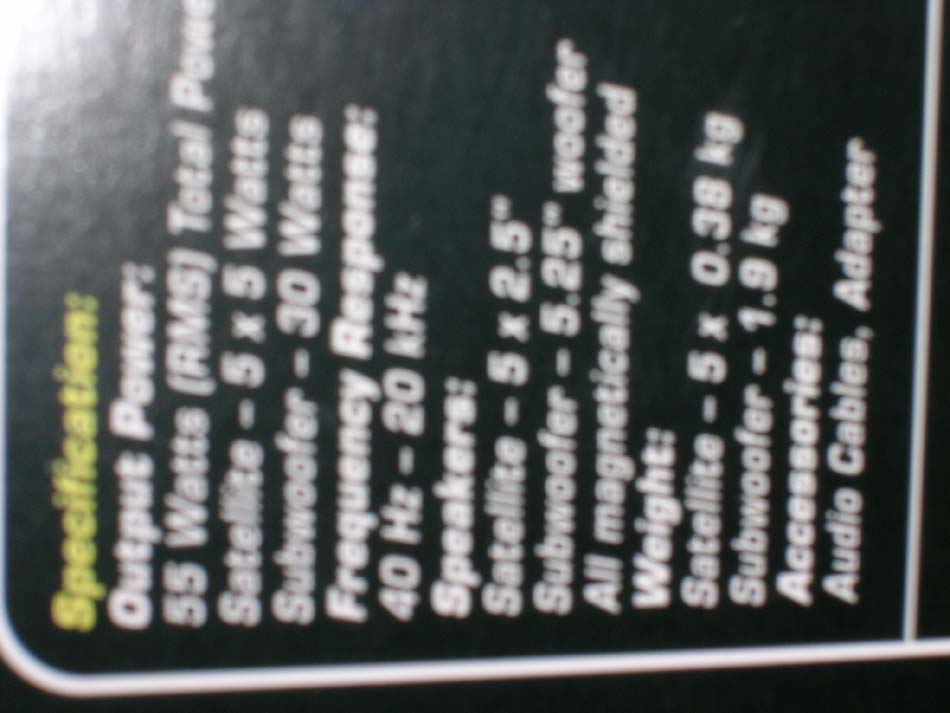 Specification:
Output Power:
55 Watts (RMS) Total
Satellite – 5 x 5 Watts
Subwoofer – 30 Watts
Frequency Response:
40 Hz – 20 kHz
Speakers:
Satellite – 5 x 2.5"
Subwoofer – 5.25" woofer
All magnetically shielded
Weight:
Satellite – 5 x 0.38 kg
Subwoofer – 1.9 kg
Accessories:
Audio Cables, Adapter